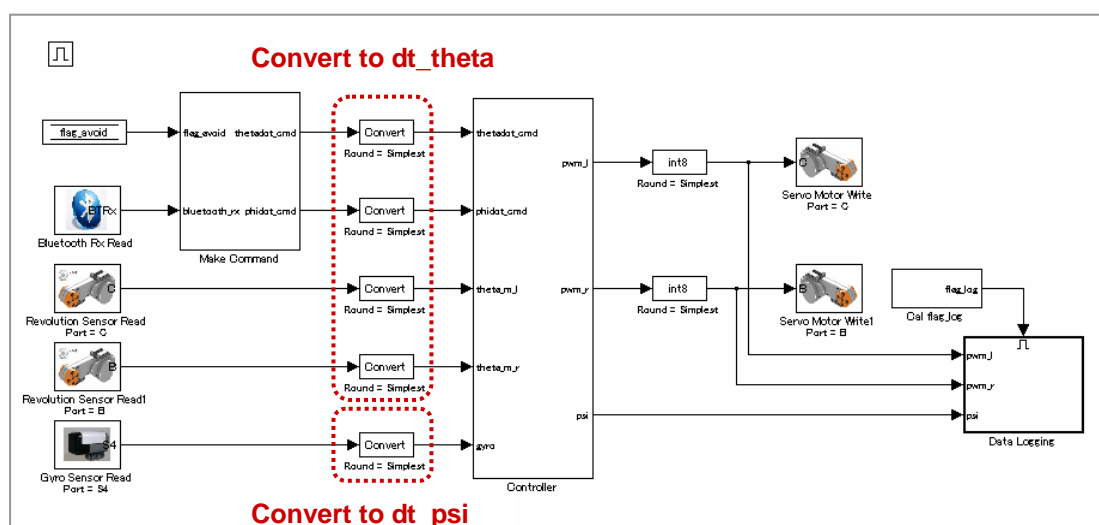 Convert to dt_theta
flag_avoid
flag_avoid thetadot_cmd
bluetooth_rx phidot_cmd
Make Command
BTRx
Bluetooth Rx Read
C
Revolution Sensor Read
Port = C
B
Revolution Sensor Read1
Port = B
S4
Gyro Sensor Read
Port = S4
Convert
Round = Simplest
Convert
Round = Simplest
Convert
Round = Simplest
Convert
Round = Simplest
Convert
Round = Simplest
Convert to dt_psi
thetadot_cmd
phidot_cmd
theta_m_l
theta_m_r
gyro
pwm_l
pwm_r
psi
Controller
int8
Round = Simplest
int8
Round = Simplest
C
Servo Motor Write
Port = C
B
Servo Motor Write1
Port = B
flag_log
Cal flag_log
pwm_l
pwm_r
psi
Data Logging